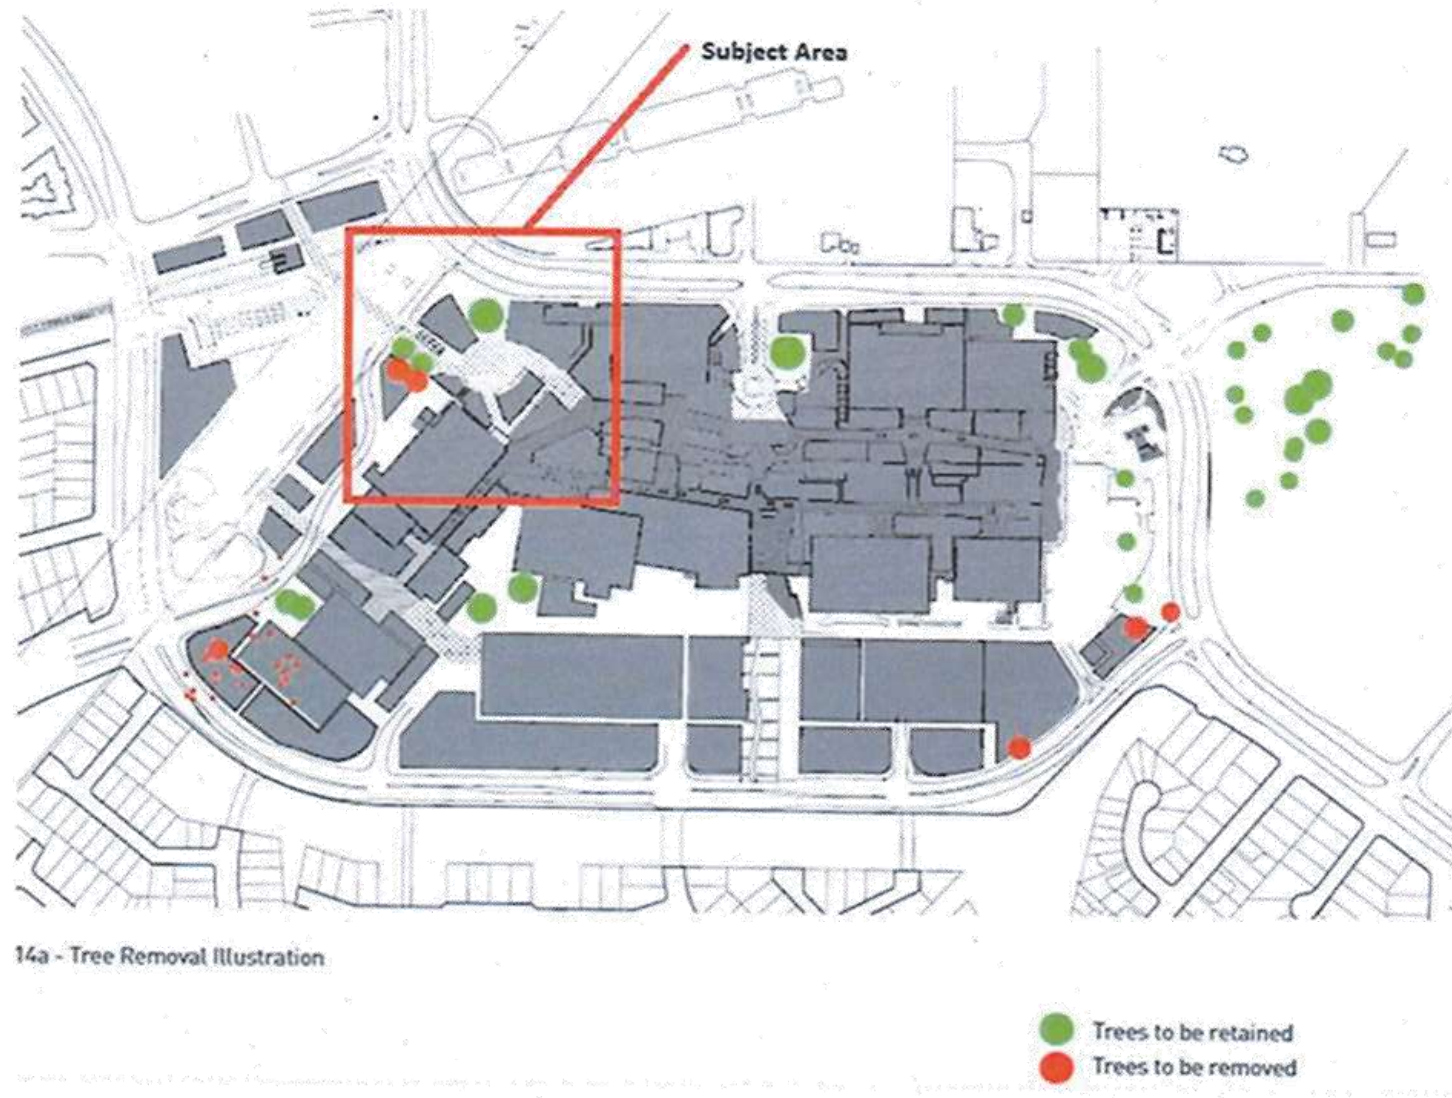 Subject Area
14a - Tree Removal Illustration
Trees to be retained
Trees to be removed